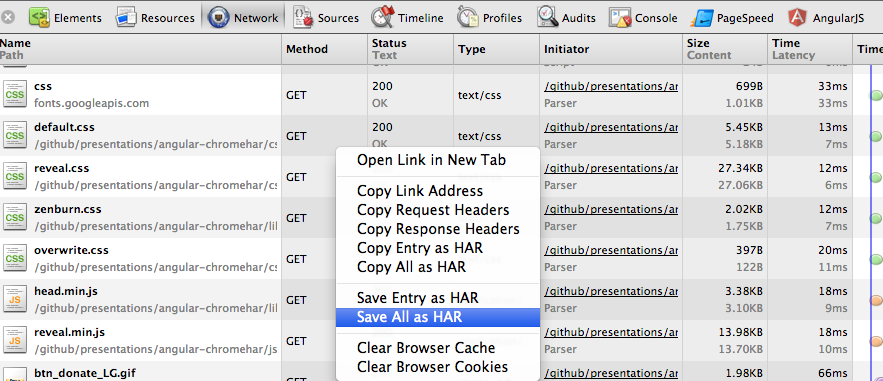 Elements Resources Network Sources Timeline Profiles Audits Console PageSpeed AngularJS
Name Method Status Type Initiator Size Time Time
Path Text Content Latency
css 200 699B 33ms
GET text/css /github/presentations/ar
fonts.googleapis.com OK Parser 1.01KB 33ms
default.css 200 5.45KB 13ms
GET text/css /github/presentations/ar
/github/presentations/angular-chromehar/cs OK Parser 5.18KB 7ms
reveal.css 27.34KB 12ms
GET /github/presentations/ar
/github/presentations/angular-chromehar/cs Parser 27.06KB 6ms
zenburn.css 2.02KB 12ms
GET /github/presentations/ar
/github/presentations/angular-chromehar/lil Parser 1.75KB 7ms
overwrite.css 397B 20ms
GET /github/presentations/ar
/github/presentations/angular-chromehar/cs Parser 122B 11ms
head.min.js 3.38KB 18ms
GET /github/presentations/ar
/github/presentations/angular-chromehar/lil Parser 3.10KB 9ms
reveal.min.js 13.98KB 18ms
GET /github/presentations/ar
/github/presentations/angular-chromehar/js Parser 13.70KB 10ms
btn_donate_LG.gif 1.98KB 66ms
Open Link in New Tab
Copy Link Address
Copy Request Headers
Copy Response Headers
Copy Entry as HAR
Copy All as HAR
Save Entry as HAR
Save All as HAR
Clear Browser Cache
Clear Browser Cookies